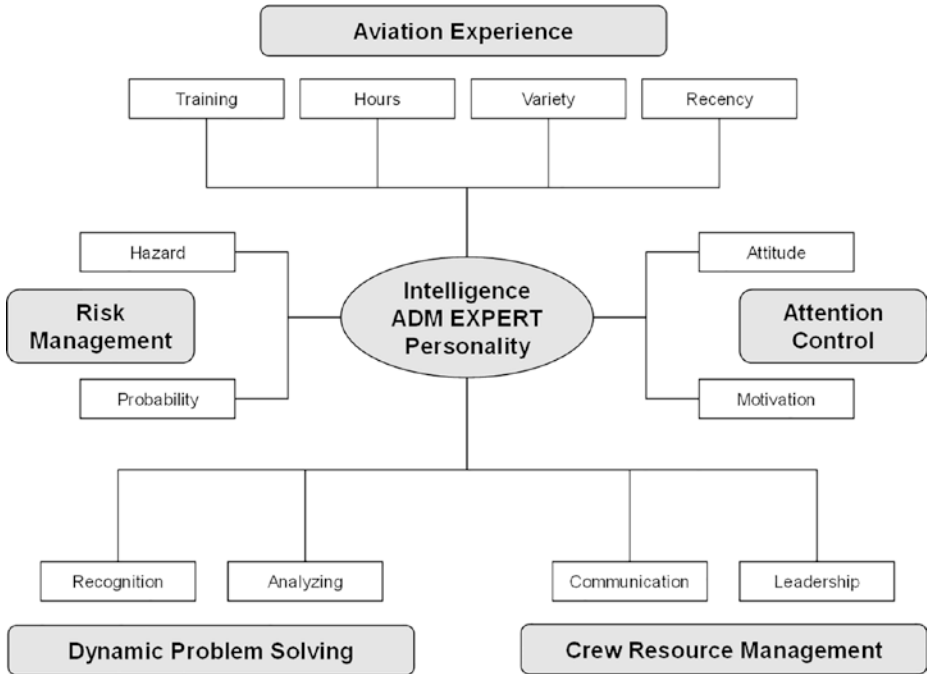 Aviation Experience
Training
Hours
Variety
Recency
Hazard
Attitude
Risk
Management
Intelligence
ADM EXPERT
Personality
Attention
Control
Probability
Motivation
Recognition
Analyzing
Communication
Leadership
Dynamic Problem Solving
Crew Resource Management